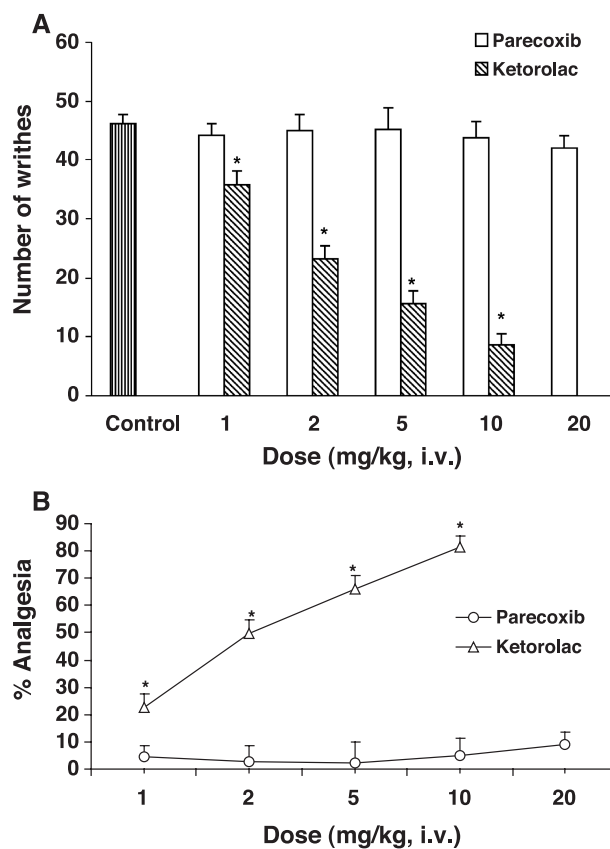 A
60
50
40
30
20
10
0
Number of writhes
Parecoxib
Ketorolac
*
*
*
*
Control 1 2 5 10 20
Dose (mg/kg, i.v.)
B
90
80
70
60
50
40
30
20
10
0
% Analgesia
*
*
*
*
Parecoxib
Ketorolac
1 2 5 10 20
Dose (mg/kg, i.v.)